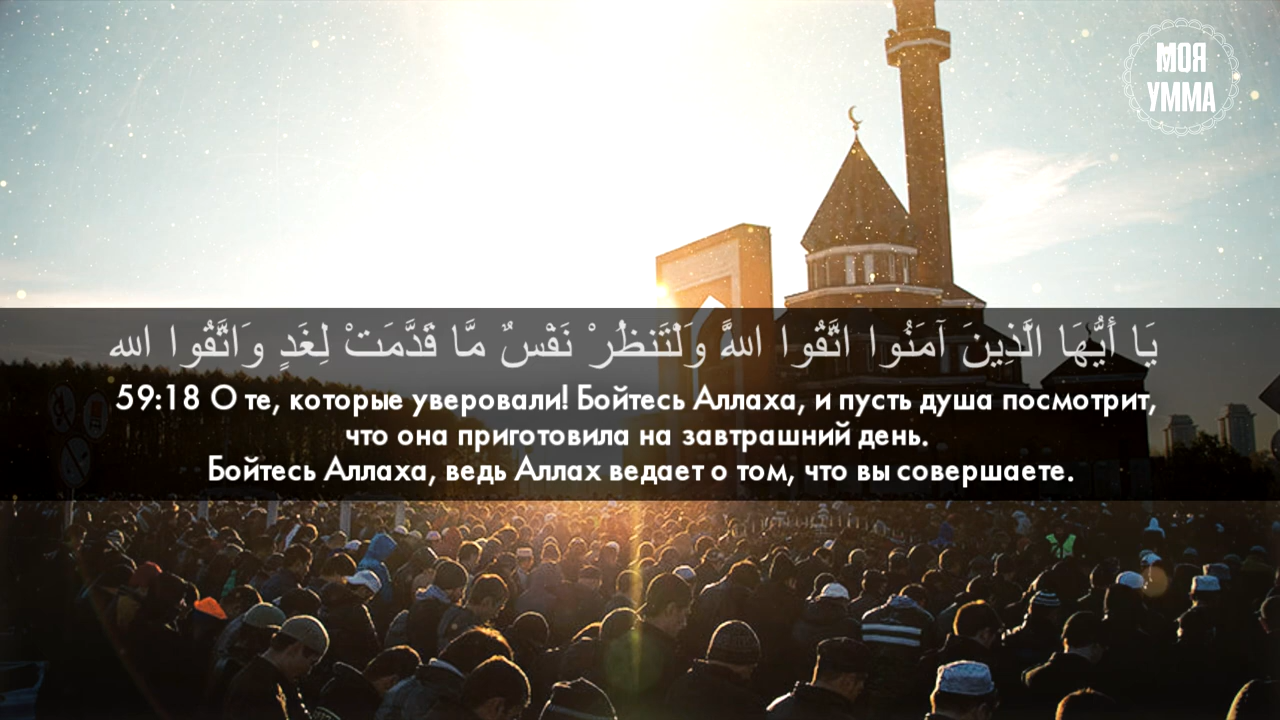 МОЯ
УММА
يَا أَيُّهَا الَّذِينَ آمَنُوا اتَّقُوا اللَّهَ وَلْتَنظُرْ نَفْسٌ مَّا قَدَّمَتْ لِغَدٍ وَاتَّقُوا الله
59:18 О те, которые уверовали! Бойтесь Аллаха, и пусть душа посмотрит,
что она приготовила на завтрашний день.
Бойтесь Аллаха, ведь Аллах ведает о том, что вы совершаете.